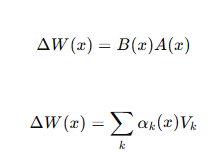 ΔW(x) = B(x)A(x)
ΔW(x) = ∑_k α_k(x)V_k